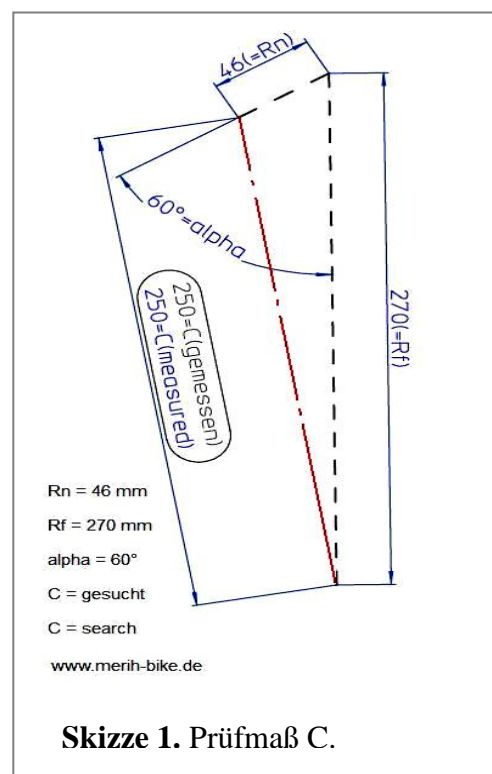 46(=Rn)
60°=alpha
250=C(gemessen)
250=C(measured)
270(=Rf)
Rn = 46 mm
Rf = 270 mm
alpha = 60°
C = gesucht
C = search
www.merih-bike.de
Skizze 1. Prüfmaß C.